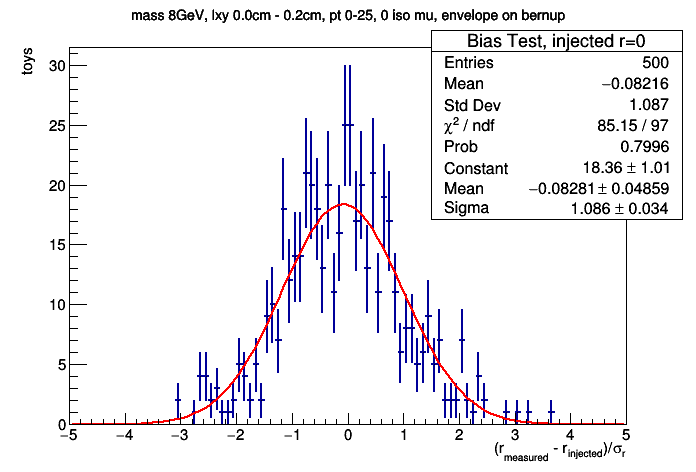 mass 8GeV, lxy 0.0cm - 0.2cm, pt 0-25, 0 iso mu, envelope on bernup
Bias Test, injected r=0
Entries 500
Mean −0.08216
Std Dev 1.087
χ² / ndf 85.15 / 97
Prob 0.7996
Constant 18.36 ± 1.01
Mean −0.08281 ± 0.04859
Sigma 1.086 ± 0.034
toys
30
25
20
15
10
5
0
−5 −4 −3 −2 −1 0 1 2 3 4 5
(r_measured - r_injected)/σ_r